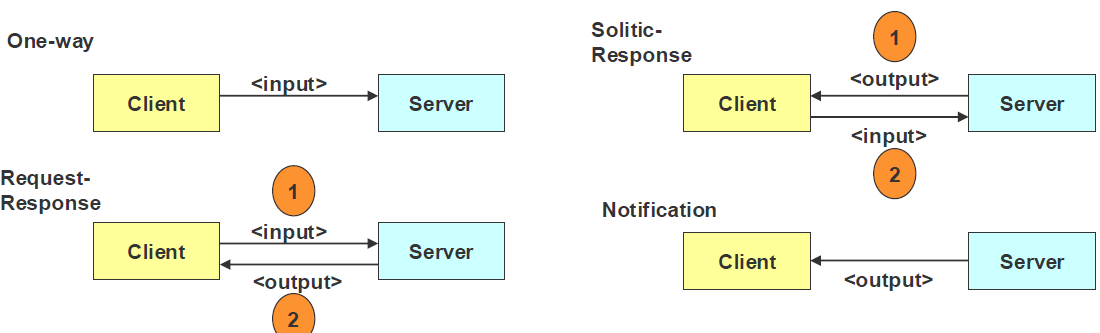 One-way
Client
<input>
Server
Request-
Response
1
Client
<input>
Server
<output>
2
Solitic-
Response
1
Client
<output>
Server
<input>
2
Notification
Client
<output>
Server